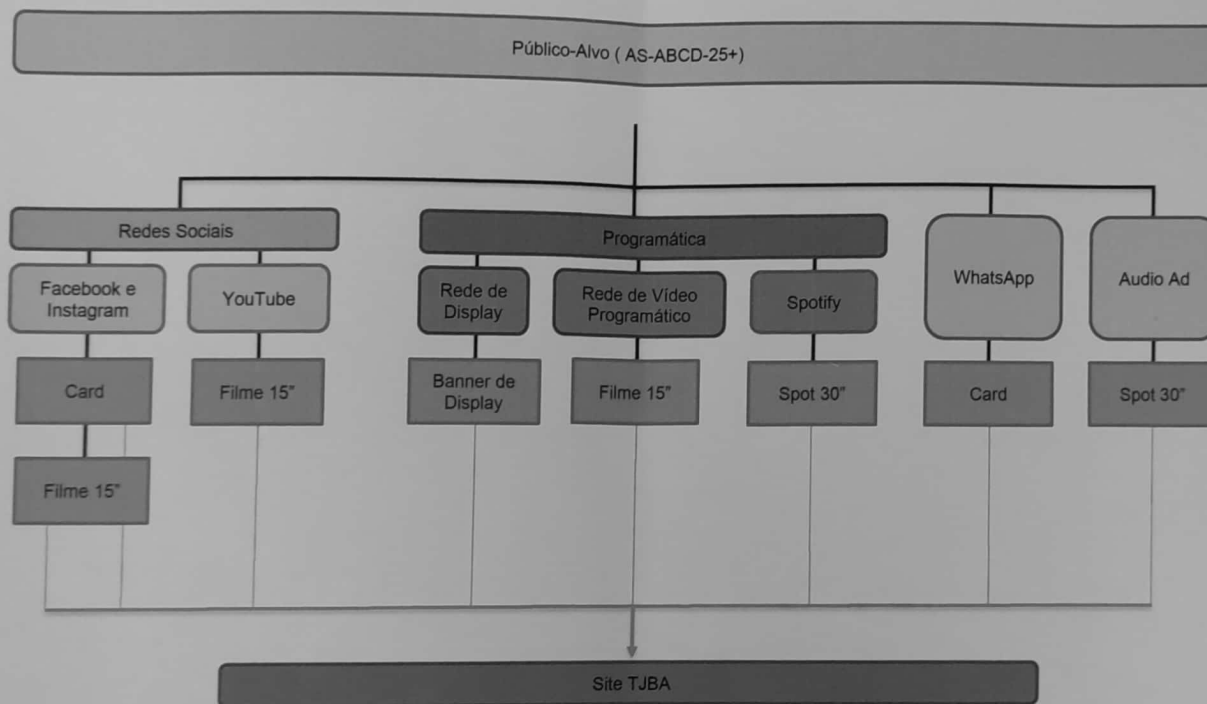 Público-Alvo ( AS-ABCD-25+)
Redes Sociais
Programática
WhatsApp
Audio Ad
Facebook e
Instagram
YouTube
Rede de
Display
Rede de Vídeo
Programático
Spotify
Card
Filme 15"
Banner de
Display
Filme 15"
Spot 30"
Card
Spot 30"
Filme 15"
Site TJBA